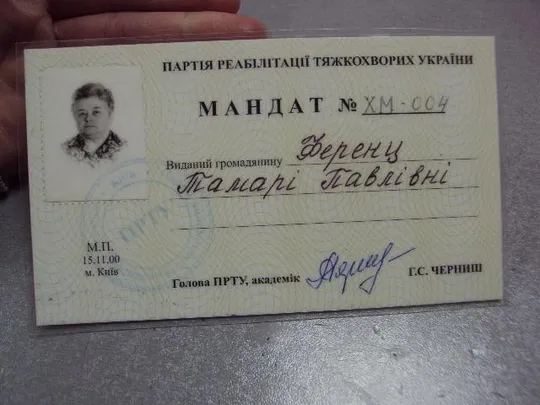 ПАРТІЯ РЕАБІЛІТАЦІЇ ТЯЖКОХВОРИХ УКРАЇНИ
МАНДАТ № ХМ-004
Виданий громадянину Ференц
Тамарі Павлівні
ПРТУ
М.П.
15.11.00
м. Київ
Голова ПРТУ, академік Г.С. ЧЕРНИШ